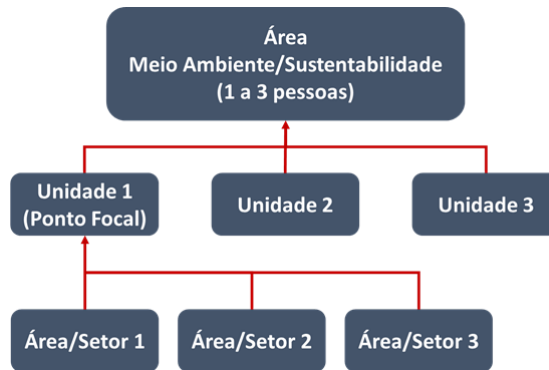 Área
Meio Ambiente/Sustentabilidade
(1 a 3 pessoas)
Unidade 1
(Ponto Focal)
Unidade 2
Unidade 3
Área/Setor 1
Área/Setor 2
Área/Setor 3